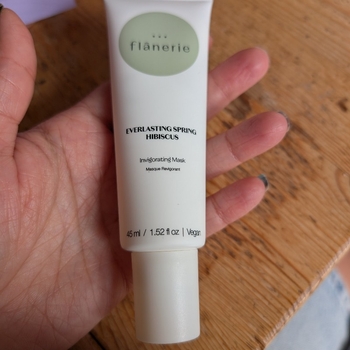 flânerie
EVERLASTING SPRING
HIBISCUS
Invigorating Mask
Masque Revigorant
45 ml / 1.52 fl oz | Vegan